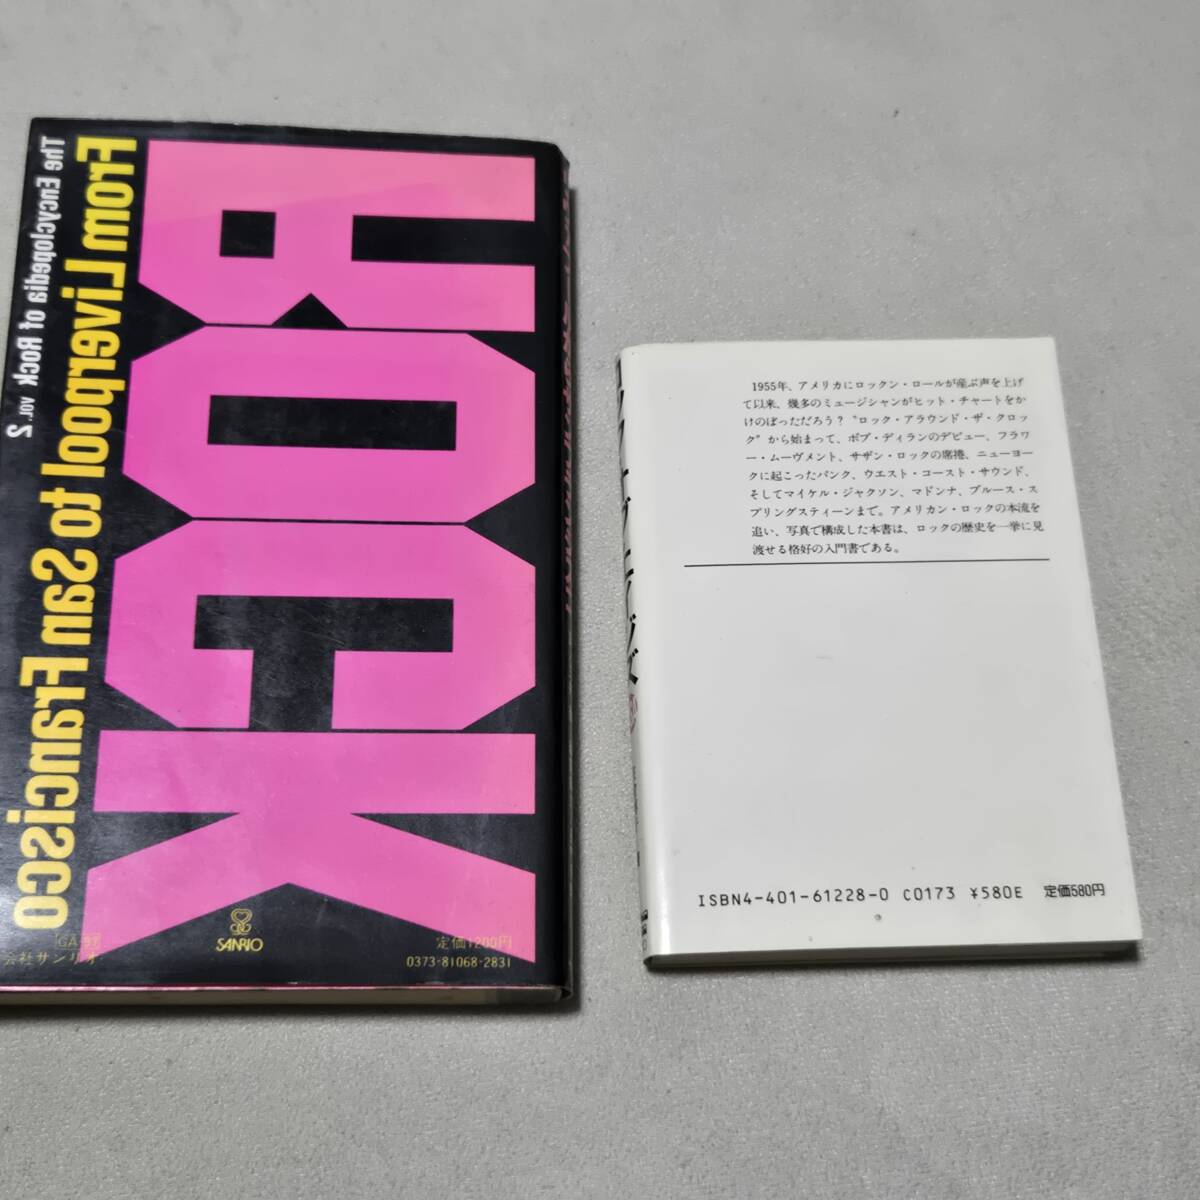 ROCK
From Liverpool to San Francisco
The Encyclopedia of Rock VOL.2
GA-97
会社サンリオ
SANRIO
定価1200円
0373-81068-2831
1955年、アメリカにロックン・ロールが産ぶ声を上げ
て以来、幾多のミュージシャンがヒット・チャートをか
けのぼっただろう？“ロック・アラウンド・ザ・クロッ
ク”から始まって、ボブ・ディランのデビュー、フラワ
ー・ムーヴメント、サザン・ロックの席捲、ニューヨー
クに起こったパンク、ウエスト・コースト・サウンド、
そしてマイケル・ジャクソン、マドンナ、ブルース・ス
プリングスティーンまで。アメリカン・ロックの本流を
追い、写真で構成した本書は、ロックの歴史を一挙に見
渡せる格好の入門書である。
ISBN4-401-61228-0 C0173 ¥580E 定価580円